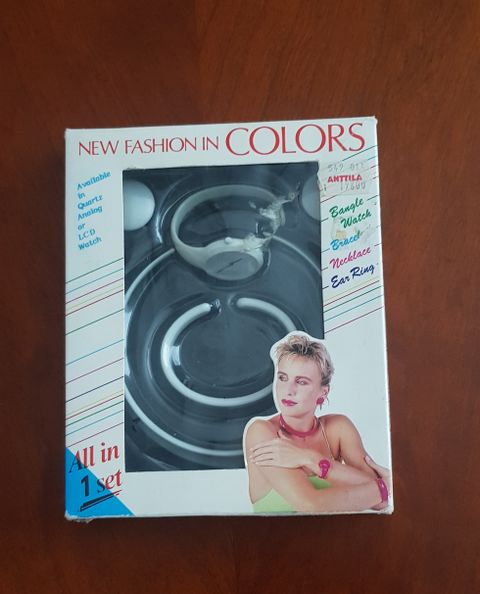 NEW FASHION IN COLORS
Available
in
Quartz
Analog
or
LCD
Watch
ANTTILA
Bangle
Watch
Necklace
Ear Ring
All in
1 set